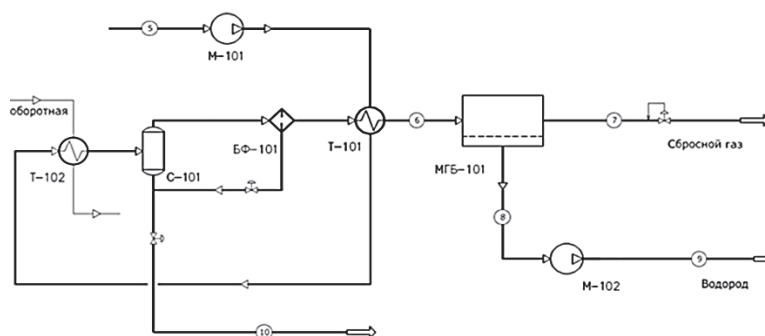 5
М-101
оборотная
БФ-101
Т-101
6
7
Сбросной газ
Т-102
С-101
МГБ-101
8
М-102
9
Водород
10